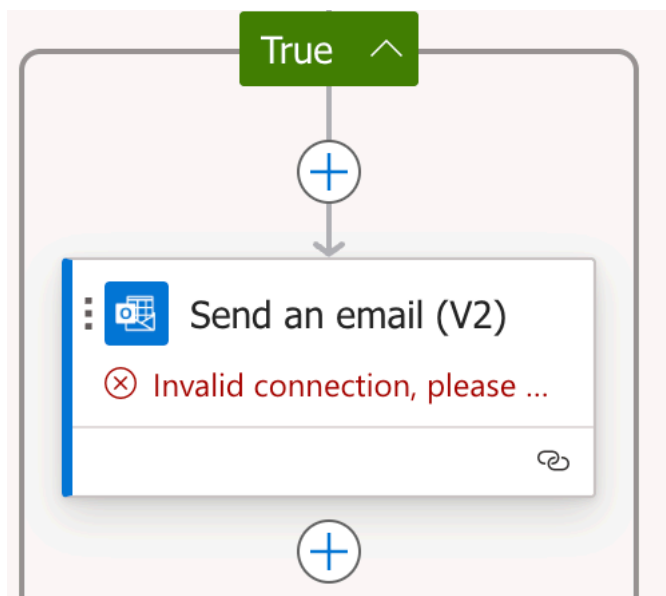 True
Send an email (V2)
Invalid connection, please ...